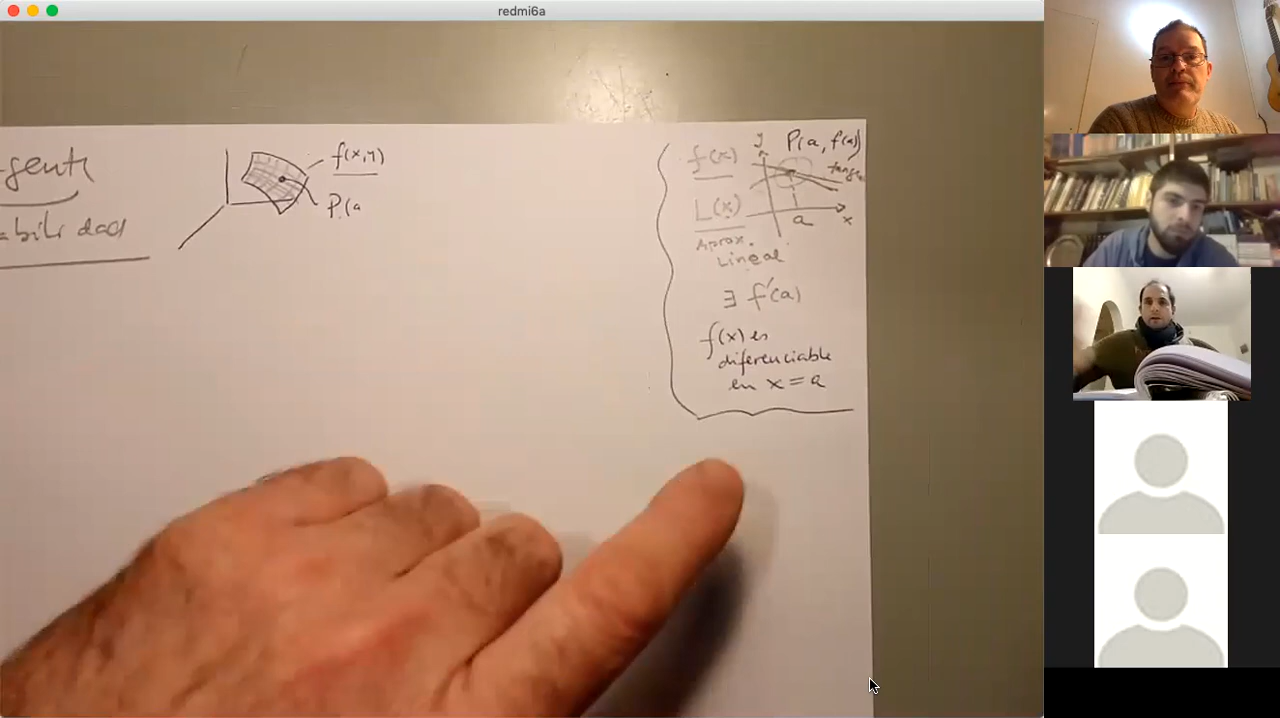 redmi6a
gente
abilidad
f(x,y)
P(a
f(x)
y
P(a, f(a))
tange
L(x)
a
x
Aprox.
Lineal
∃ f'(a)
f(x) es
diferenciable
en x = a